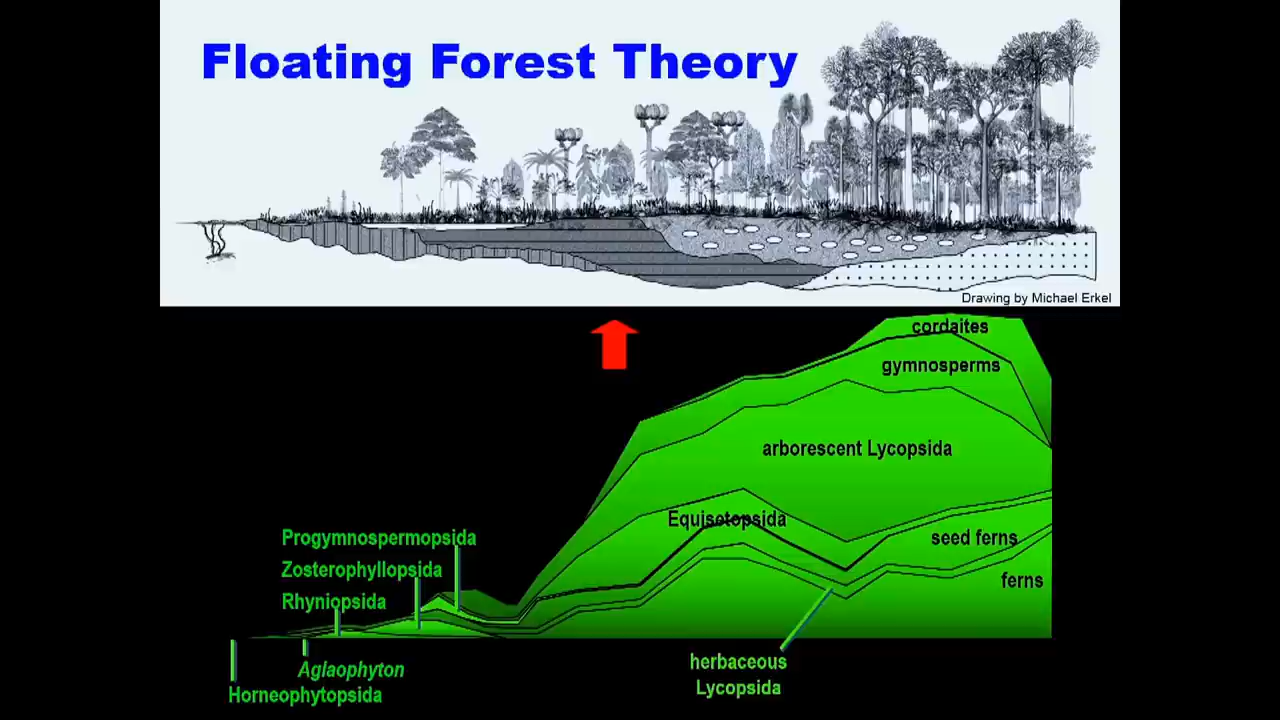 Floating Forest Theory
Drawing by Michael Erkel
cordaites
gymnosperms
arborescent Lycopsida
Equisetopsida
Progymnospermopsida
seed ferns
Zosterophyllopsida
ferns
Rhyniopsida
herbaceous
Lycopsida
Aglaophyton
Horneophytopsida